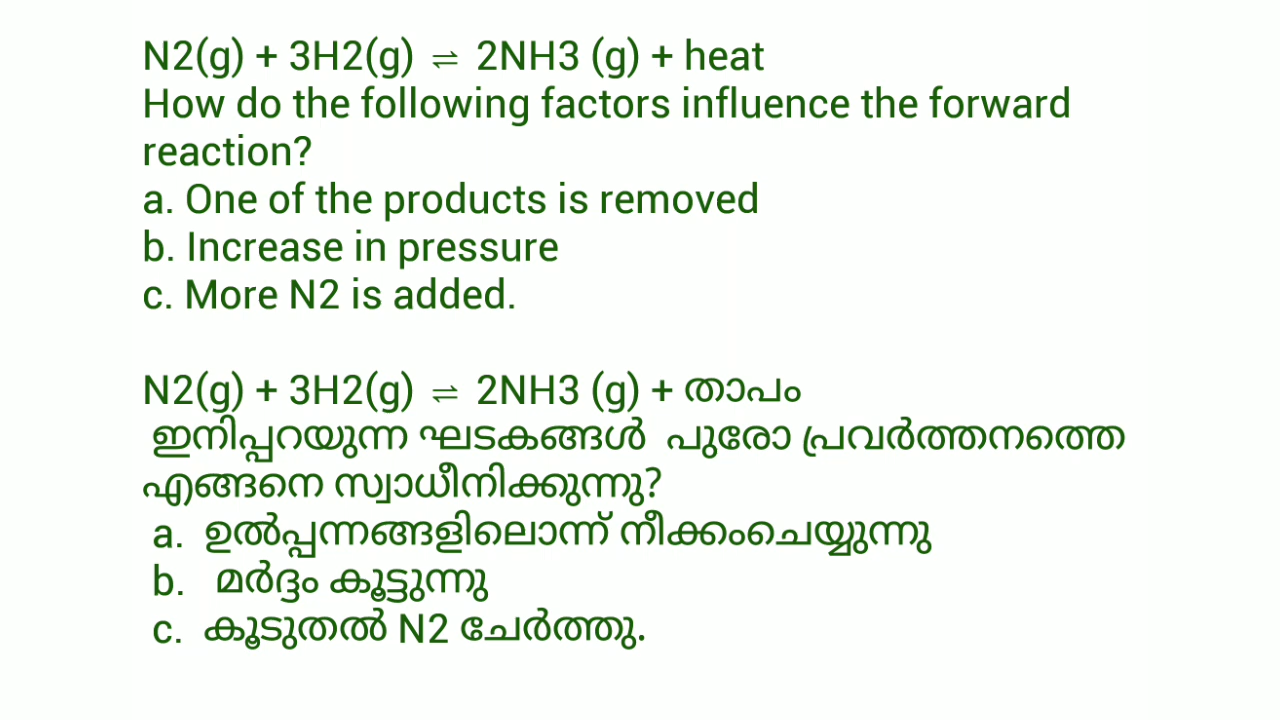 N2(g) + 3H2(g) ⇌ 2NH3 (g) + heat
How do the following factors influence the forward
reaction?
a. One of the products is removed
b. Increase in pressure
c. More N2 is added.
N2(g) + 3H2(g) ⇌ 2NH3 (g) + താപം
ഇനിപ്പറയുന്ന ഘടകങ്ങൾ പുരോ പ്രവർത്തനത്തെ
എങ്ങനെ സ്വാധീനിക്കുന്നു?
a. ഉൽപ്പന്നങ്ങളിലൊന്ന് നീക്കംചെയ്യുന്നു
b. മർദ്ദം കൂട്ടുന്നു
c. കൂടുതൽ N2 ചേർത്തു.